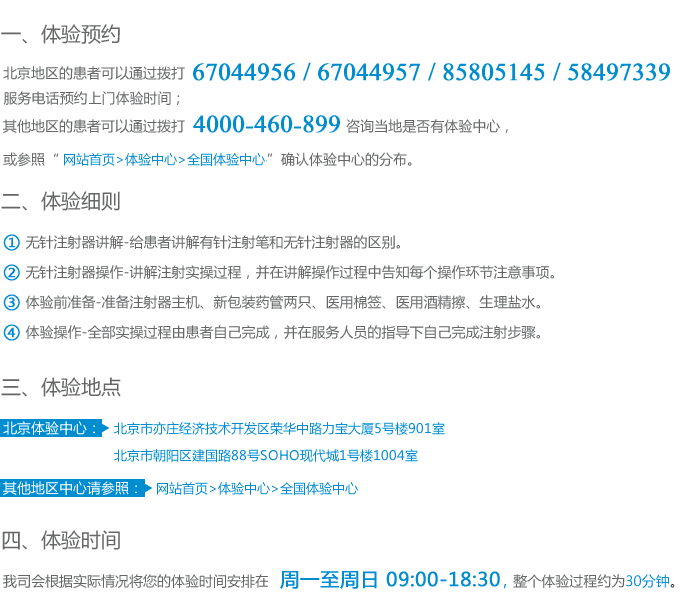 一、体验预约
北京地区的患者可以通过拨打 67044956 / 67044957 / 85805145 / 58497339
服务电话预约上门体验时间；
其他地区的患者可以通过拨打 4000-460-899 咨询当地是否有体验中心，
或参照“ 网站首页>体验中心>全国体验中心”确认体验中心的分布。
二、体验细则
① 无针注射器讲解-给患者讲解有针注射笔和无针注射器的区别。
② 无针注射器操作-讲解注射实操过程，并在讲解操作过程中告知每个操作环节注意事项。
③ 体验前准备-准备注射器主机、新包装药管两只、医用棉签、医用酒精擦、生理盐水。
④ 体验操作-全部实操过程由患者自己完成，并在服务人员的指导下自己完成注射步骤。
三、体验地点
北京体验中心： 北京市亦庄经济技术开发区荣华中路力宝大厦5号楼901室
北京市朝阳区建国路88号SOHO现代城1号楼1004室
其他地区中心请参照： 网站首页>体验中心>全国体验中心
四、体验时间
我司会根据实际情况将您的体验时间安排在 周一至周日 09:00-18:30，整个体验过程约为30分钟。